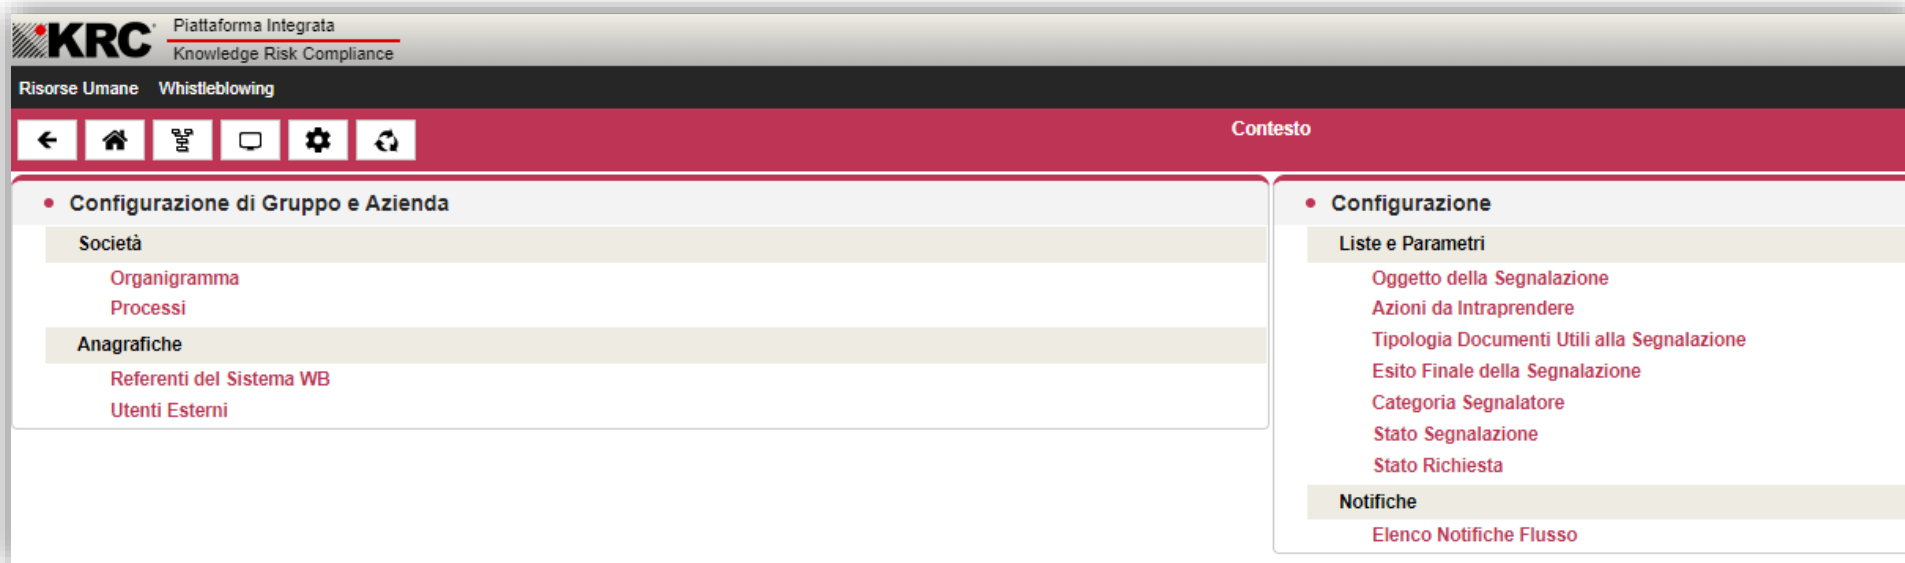 KRC
Piattaforma Integrata
Knowledge Risk Compliance
Risorse Umane Whistleblowing
Contesto
Configurazione di Gruppo e Azienda
Società
Organigramma
Processi
Anagrafiche
Referenti del Sistema WB
Utenti Esterni
Configurazione
Liste e Parametri
Oggetto della Segnalazione
Azioni da Intraprendere
Tipologia Documenti Utili alla Segnalazione
Esito Finale della Segnalazione
Categoria Segnalatore
Stato Segnalazione
Stato Richiesta
Notifiche
Elenco Notifiche Flusso